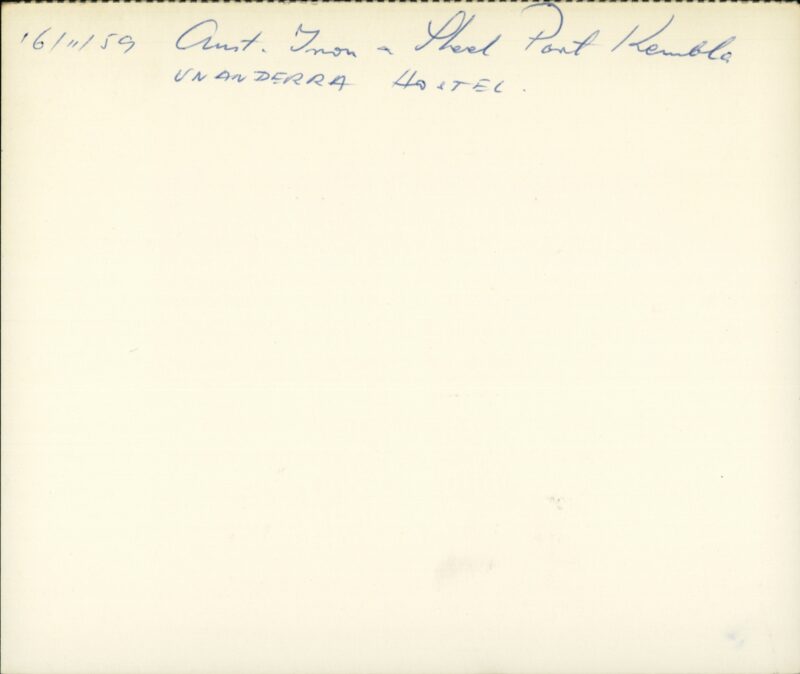 16/11/59 Aust. Iron & Steel Port Kembla
UNANDERRA HOSTEL.